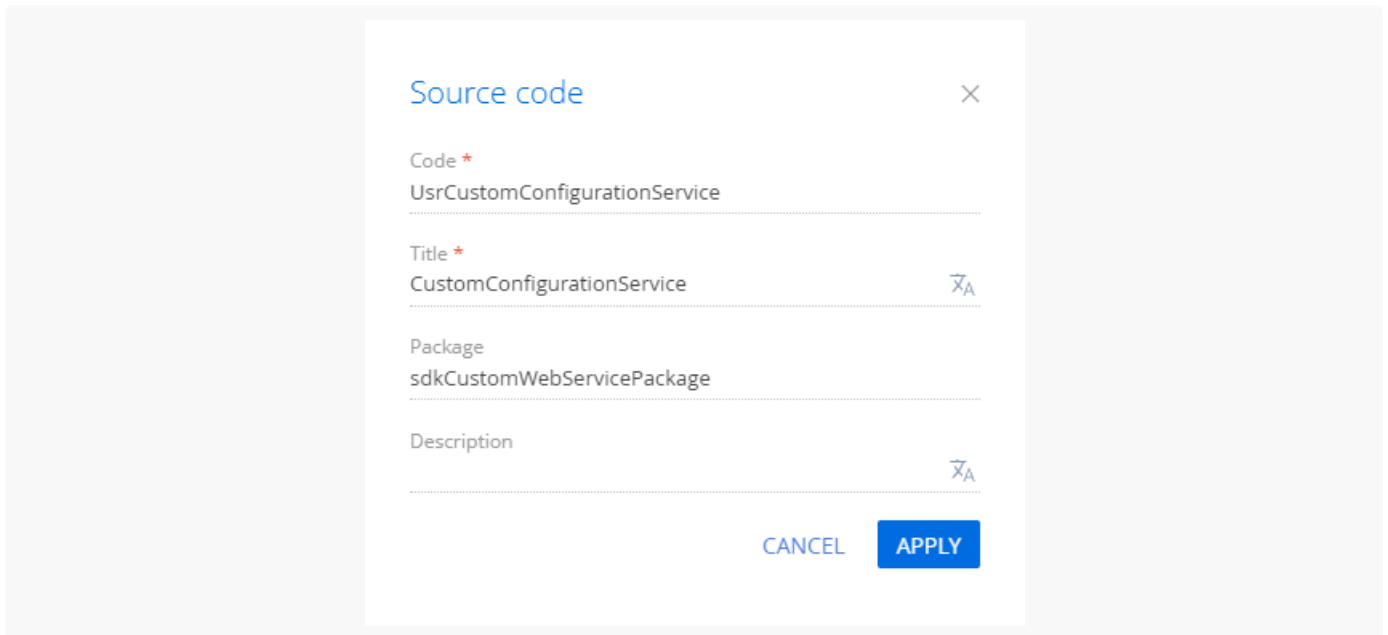 Source code
Code *
UsrCustomConfigurationService
Title *
CustomConfigurationService
Package
sdkCustomWebServicePackage
Description
CANCEL APPLY